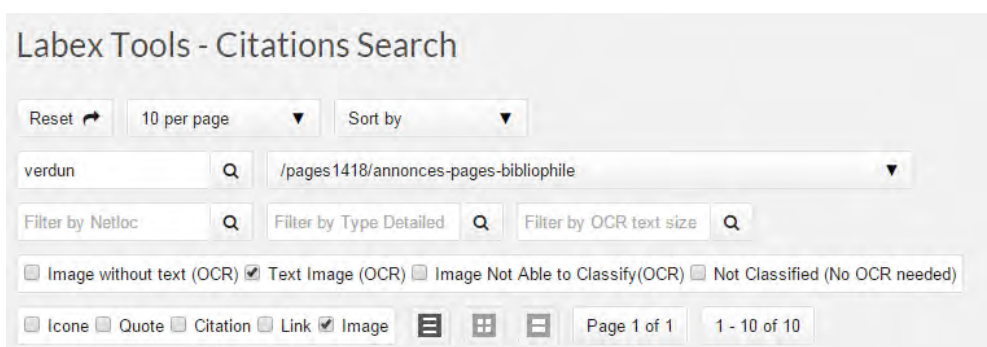 Labex Tools - Citations Search
Reset 10 per page Sort by
verdun /pages1418/annonces-pages-bibliophile
Filter by Netloc Filter by Type Detailed Filter by OCR text size
Image without text (OCR) Text Image (OCR) Image Not Able to Classify(OCR) Not Classified (No OCR needed)
Icone Quote Citation Link Image Page 1 of 1 1 - 10 of 10